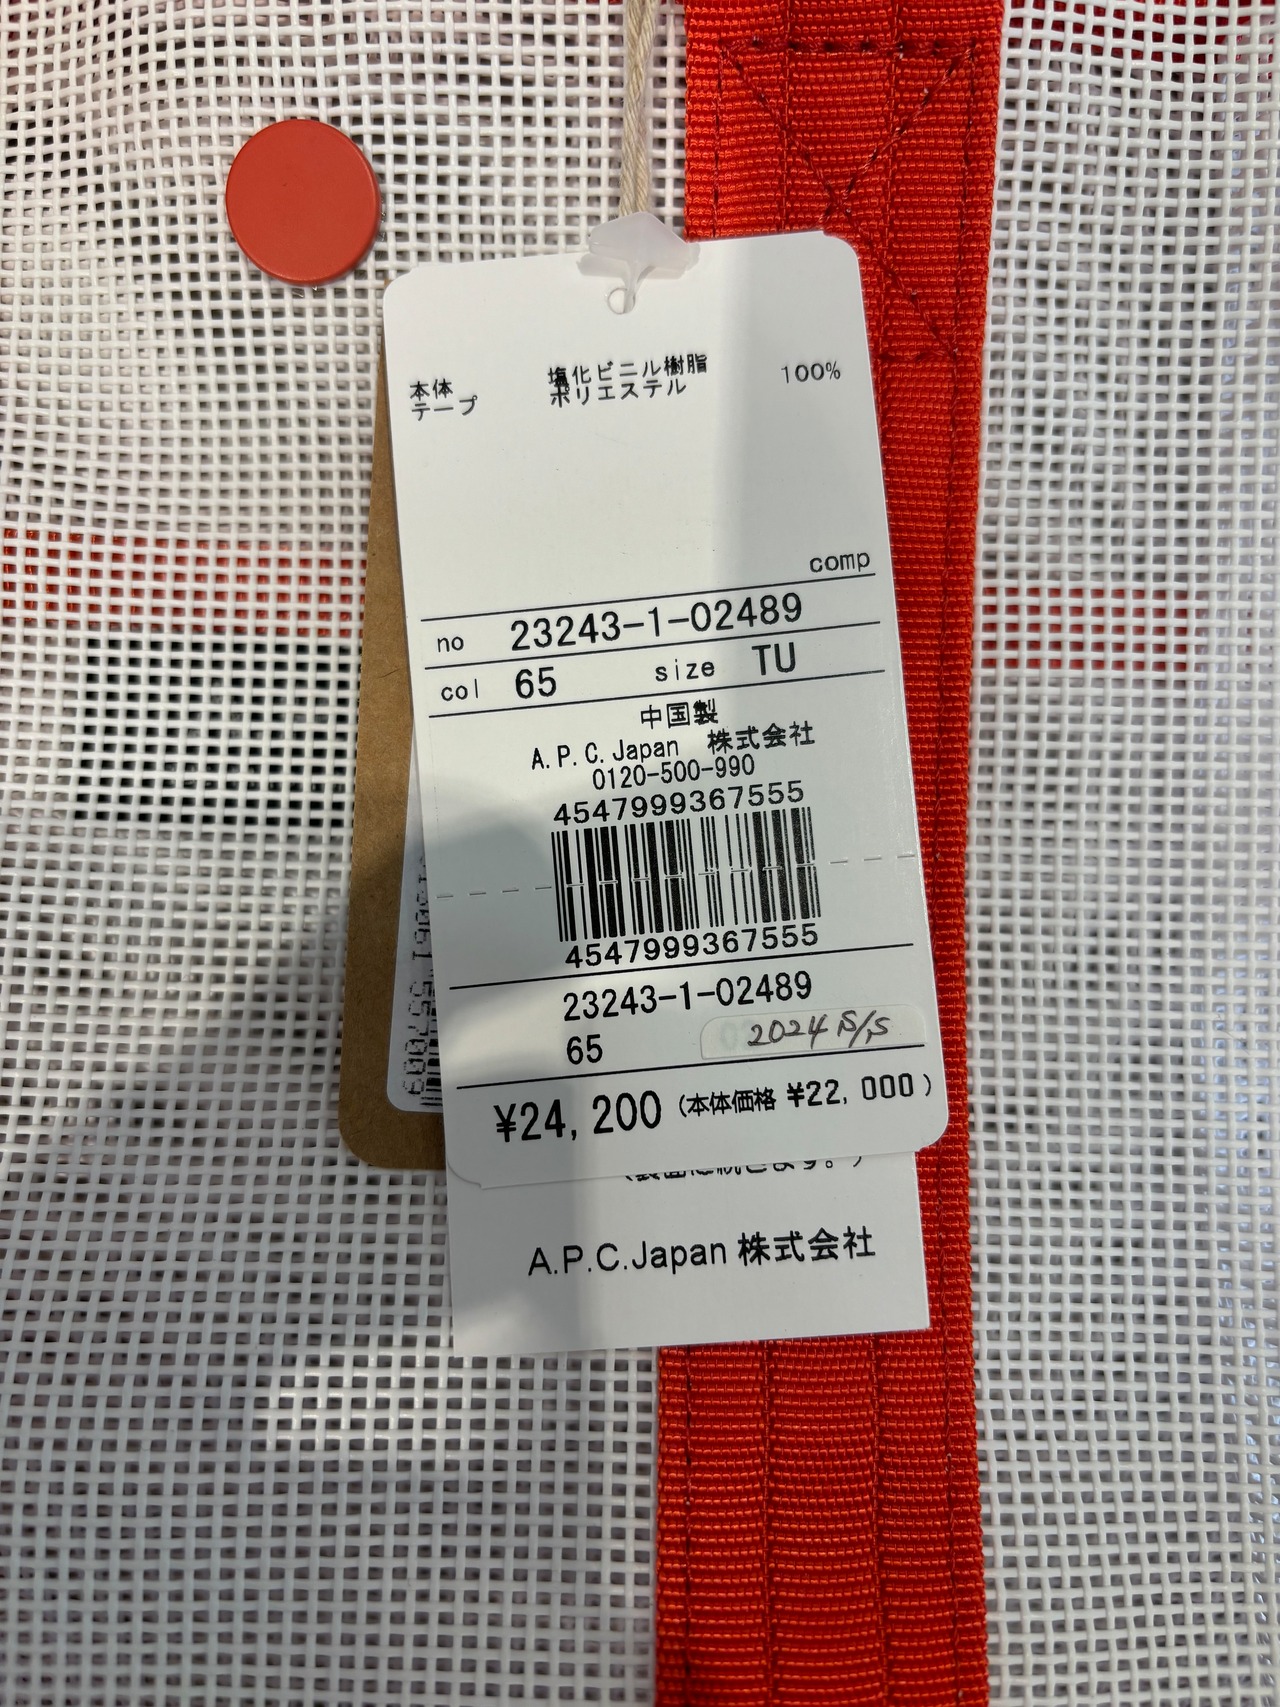 本体 塩化ビニル樹脂 100%
テープ ポリエステル
comp
no 23243-1-02489
col 65 size TU
中国製
A.P.C.Japan 株式会社
0120-500-990
4547999367555
4547999367555
23243-1-02489
65 2024 S/S
¥24,200 (本体価格 ¥22,000)
A.P.C.Japan 株式会社